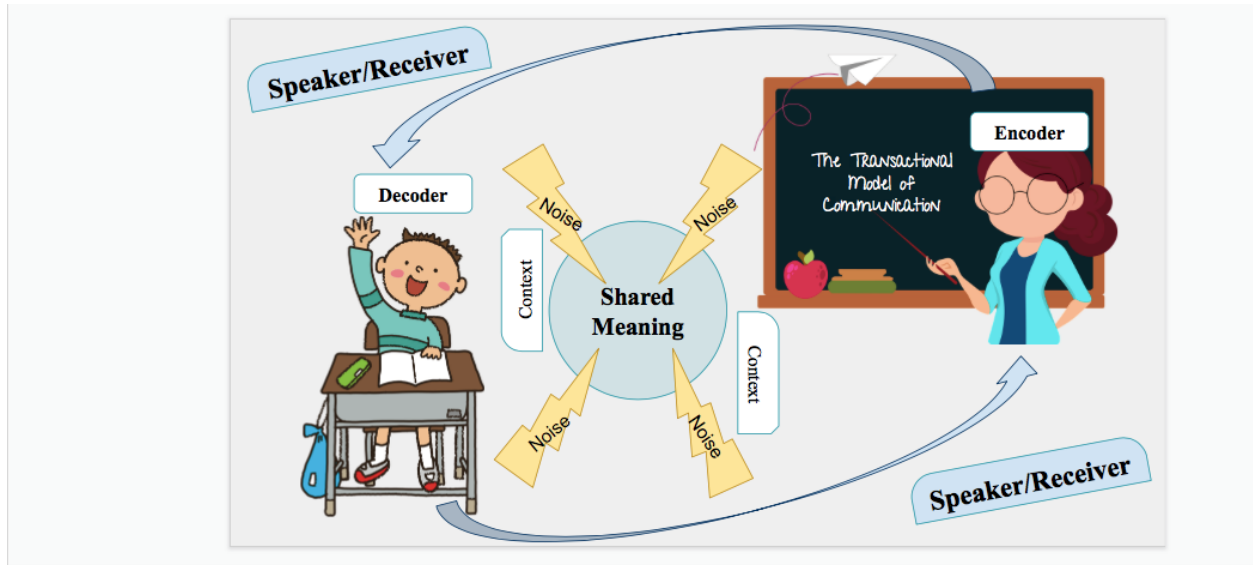 Speaker/Receiver
Encoder
The Transactional
Model of
Communication
Decoder
Noise
Noise
Context
Shared
Meaning
Context
Noise
Noise
Speaker/Receiver